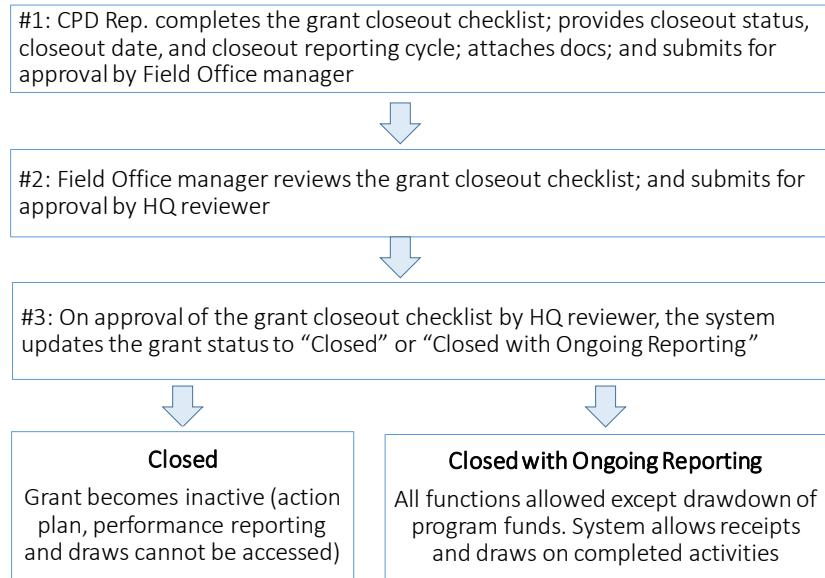 #1: CPD Rep. completes the grant closeout checklist; provides closeout status,
closeout date, and closeout reporting cycle; attaches docs; and submits for
approval by Field Office manager
#2: Field Office manager reviews the grant closeout checklist; and submits for
approval by HQ reviewer
#3: On approval of the grant closeout checklist by HQ reviewer, the system
updates the grant status to “Closed” or “Closed with Ongoing Reporting”
Closed
Grant becomes inactive (action
plan, performance reporting
and draws cannot be accessed)
Closed with Ongoing Reporting
All functions allowed except drawdown of
program funds. System allows receipts
and draws on completed activities